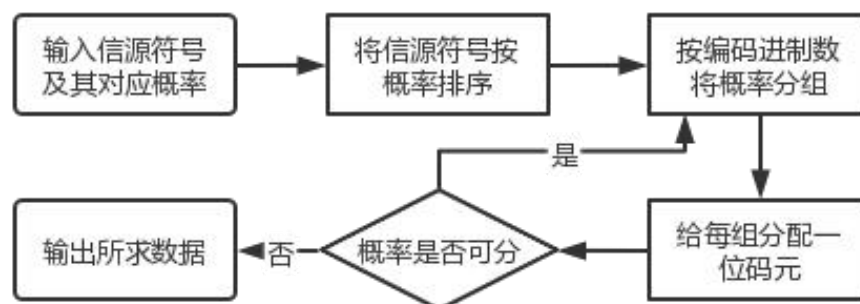 输入信源符号
及其对应概率
将信源符号按
概率排序
按编码进制数
将概率分组
是
输出所求数据
否
概率是否可分
给每组分配一
位码元